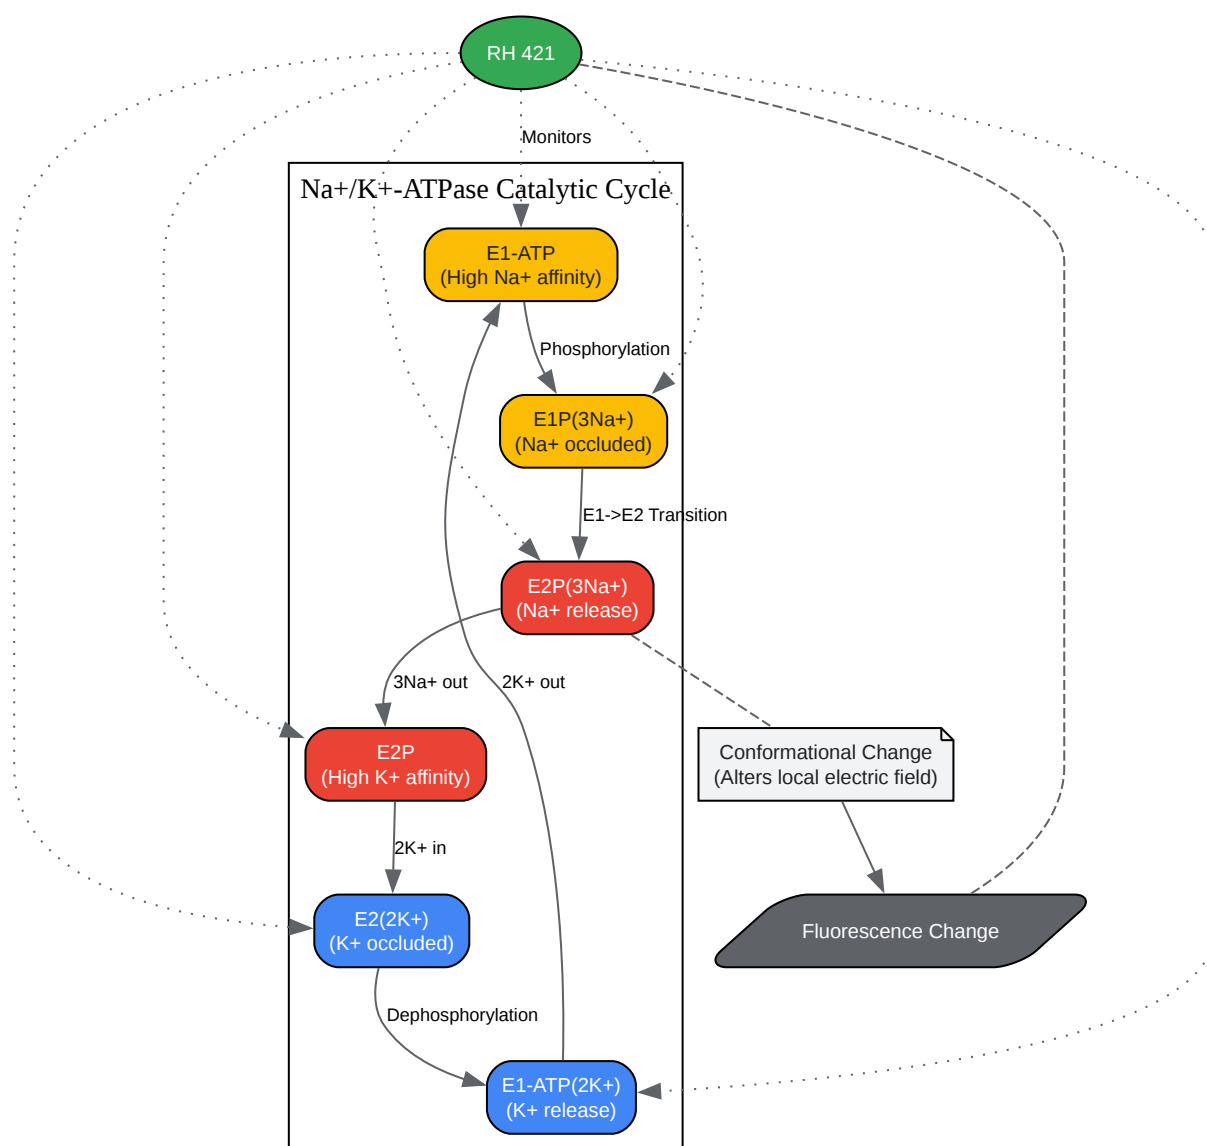 RH 421
Monitors
Na+/K+-ATPase Catalytic Cycle
E1-ATP
(High Na+ affinity)
Phosphorylation
E1P(3Na+)
(Na+ occluded)
E1->E2 Transition
E2P(3Na+)
(Na+ release)
3Na+ out
2K+ out
E2P
(High K+ affinity)
Conformational Change
(Alters local electric field)
2K+ in
E2(2K+)
(K+ occluded)
Fluorescence Change
Dephosphorylation
E1-ATP(2K+)
(K+ release)